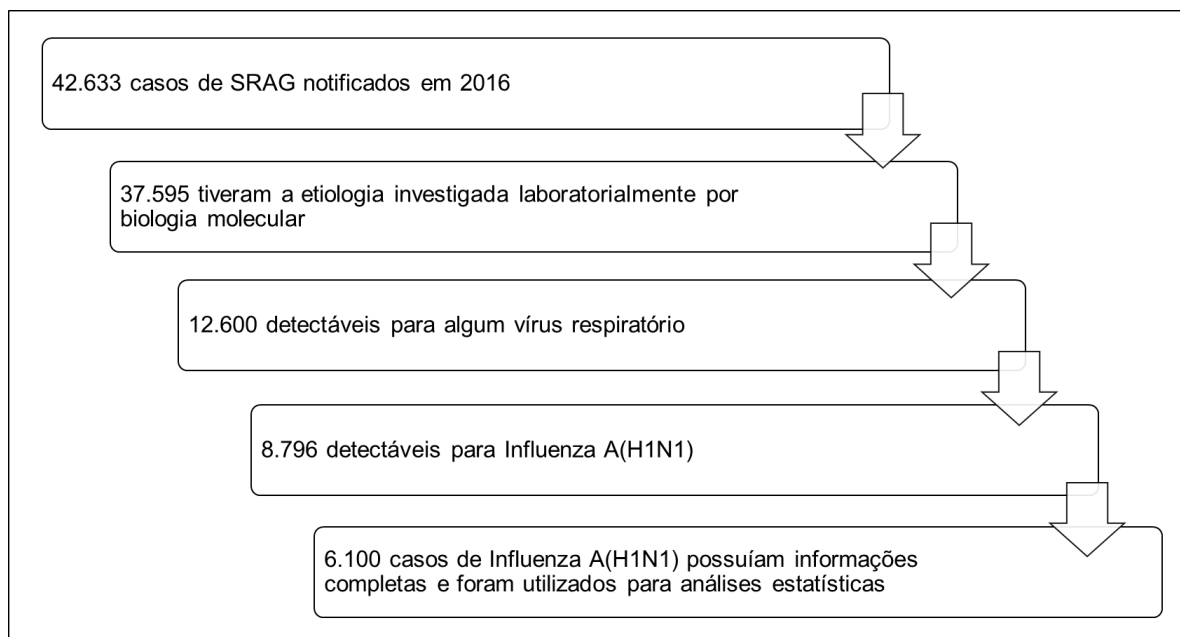 42.633 casos de SRAG notificados em 2016
37.595 tiveram a etiologia investigada laboratorialmente por
biologia molecular
12.600 detectáveis para algum vírus respiratório
8.796 detectáveis para Influenza A(H1N1)
6.100 casos de Influenza A(H1N1) possuíam informações
completas e foram utilizados para análises estatísticas